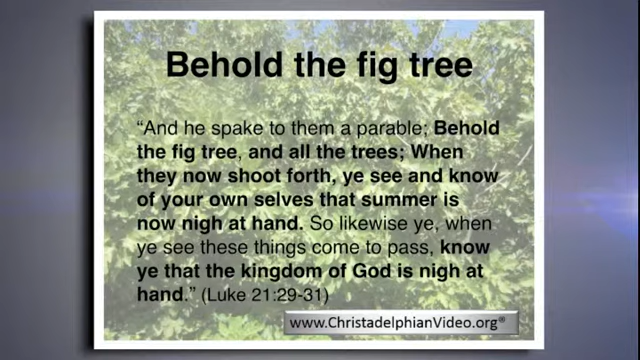 Behold the fig tree
“And he spake to them a parable; Behold
the fig tree, and all the trees; When
they now shoot forth, ye see and know
of your own selves that summer is
now nigh at hand. So likewise ye, when
ye see these things come to pass, know
ye that the kingdom of God is nigh at
hand.” (Luke 21:29-31)
www.ChristadelphianVideo.org®